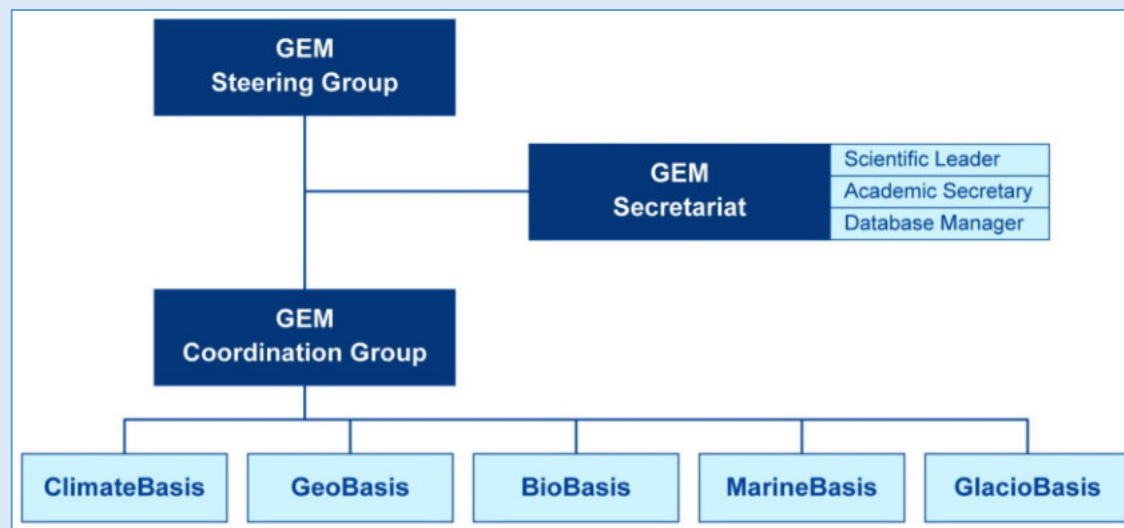 GEM
Steering Group
GEM
Secretariat
Scientific Leader
Academic Secretary
Database Manager
GEM
Coordination Group
ClimateBasis
GeoBasis
BioBasis
MarineBasis
GlacioBasis